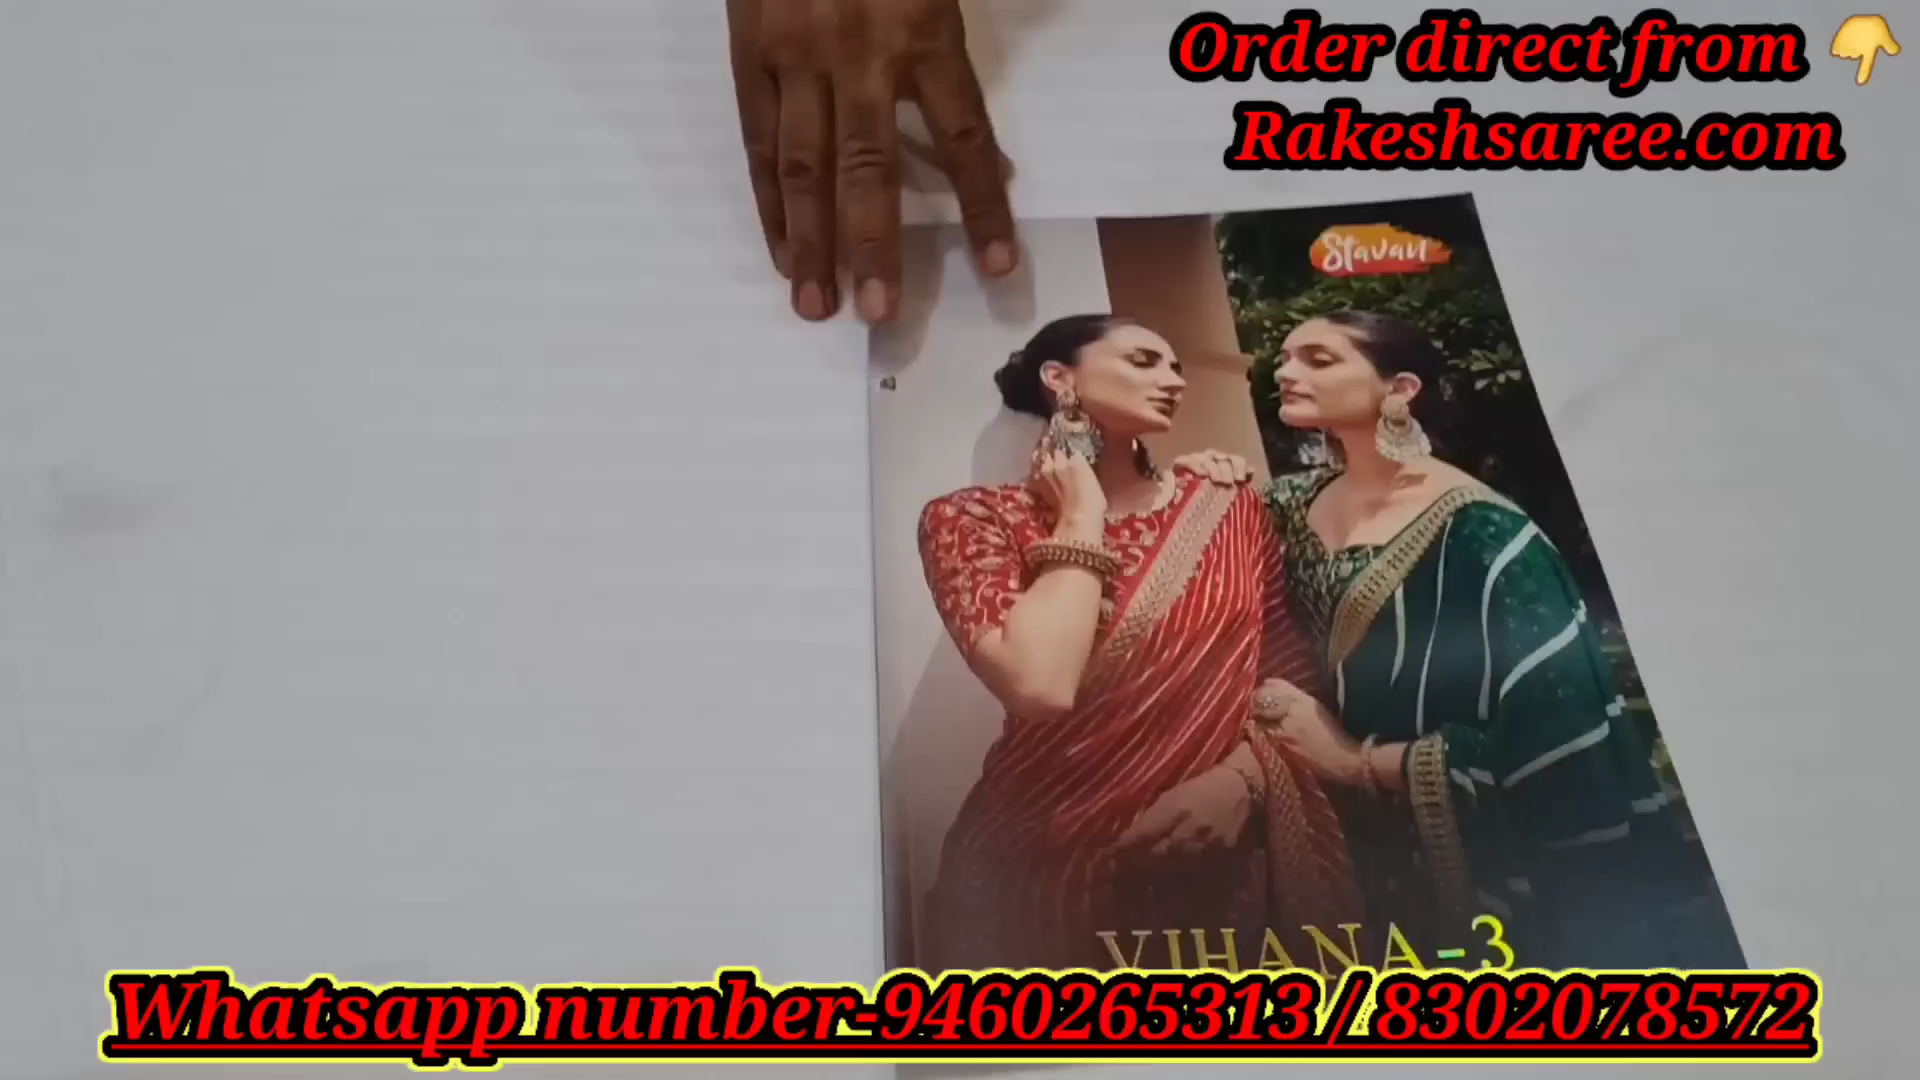 Order direct from 👇
Rakeshsaree.com
Stavan
VIHANA-3
Whatsapp number-9460265313 / 8302078572